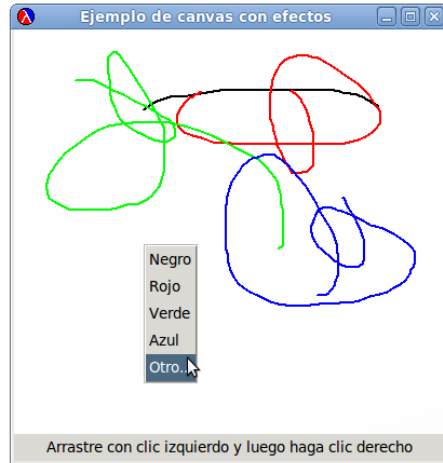 Ejemplo de canvas con efectos
Negro
Rojo
Verde
Azul
Otro...
Arrastre con clic izquierdo y luego haga clic derecho